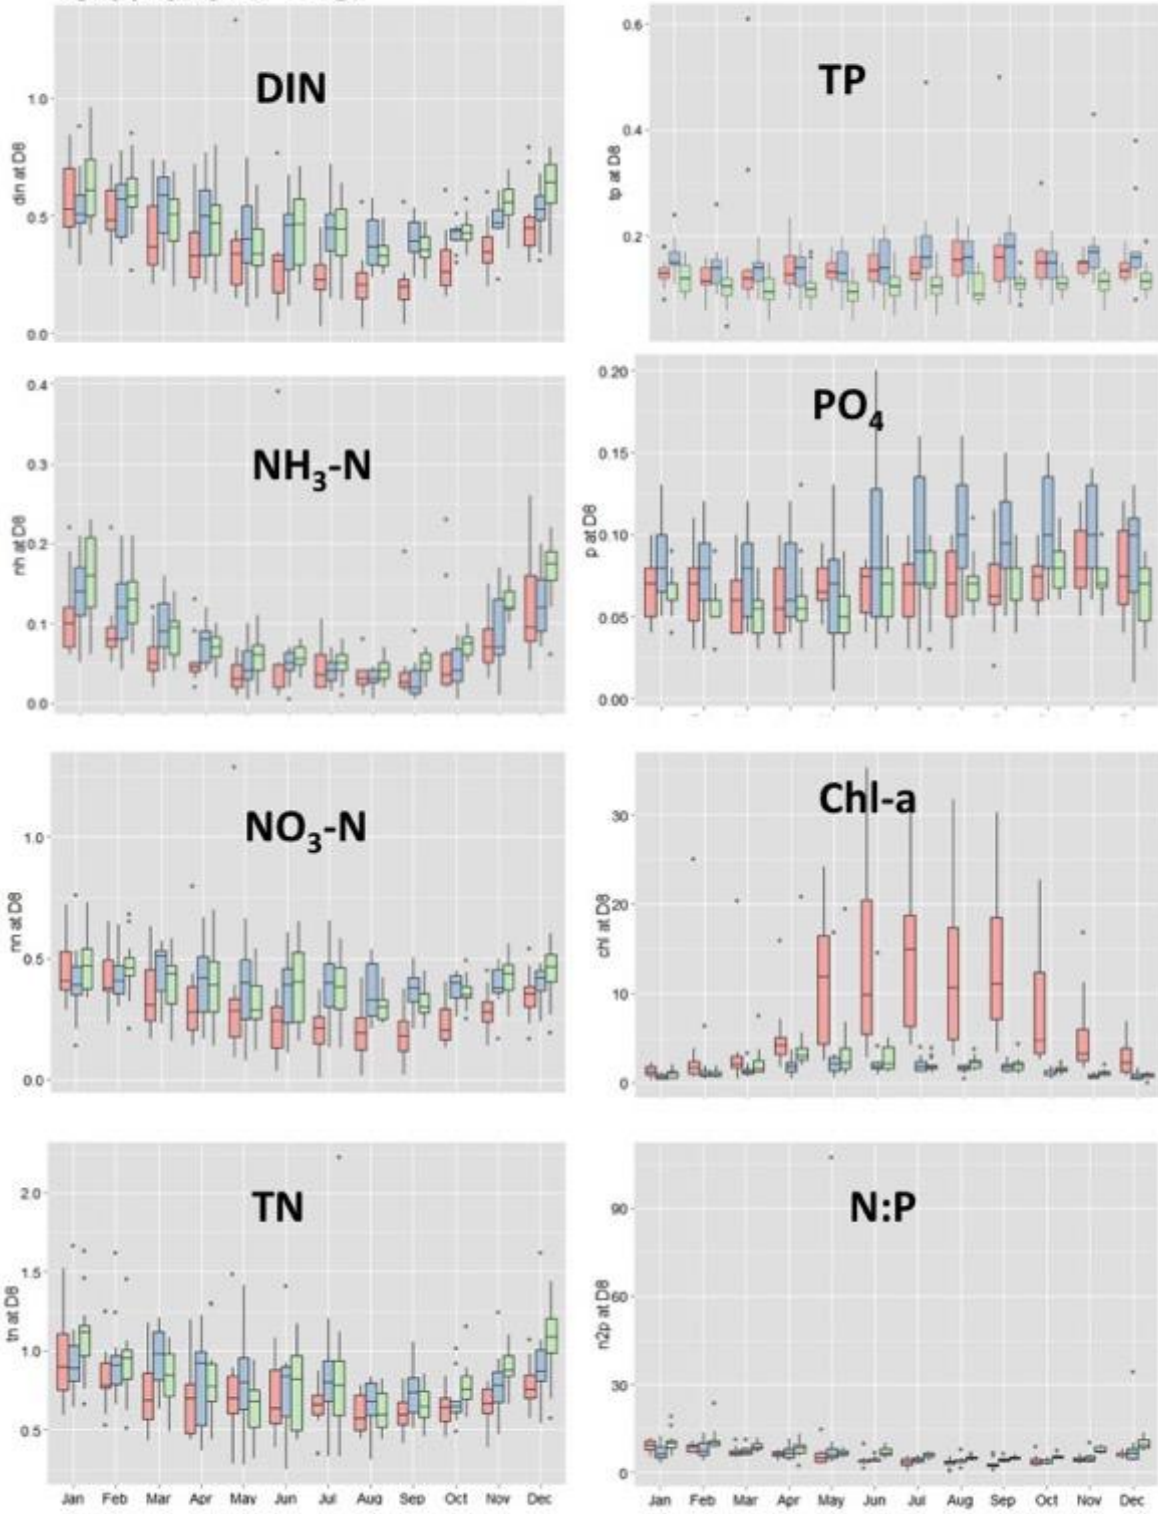 DIN
din at D8
1.0
0.5
0.0
TP
tp at D8
0.6
0.4
0.2
NH3-N
nh at D8
0.4
0.3
0.2
0.1
0.0
PO4
p at D8
0.20
0.15
0.10
0.05
0.00
NO3-N
nn at D8
1.0
0.5
0.0
Chl-a
chl at D8
30
20
10
0
TN
tn at D8
2.0
1.5
1.0
0.5
Jan Feb Mar Apr May Jun Jul Aug Sep Oct Nov Dec
N:P
n2p at D8
90
60
30
0
Jan Feb Mar Apr May Jun Jul Aug Sep Oct Nov Dec